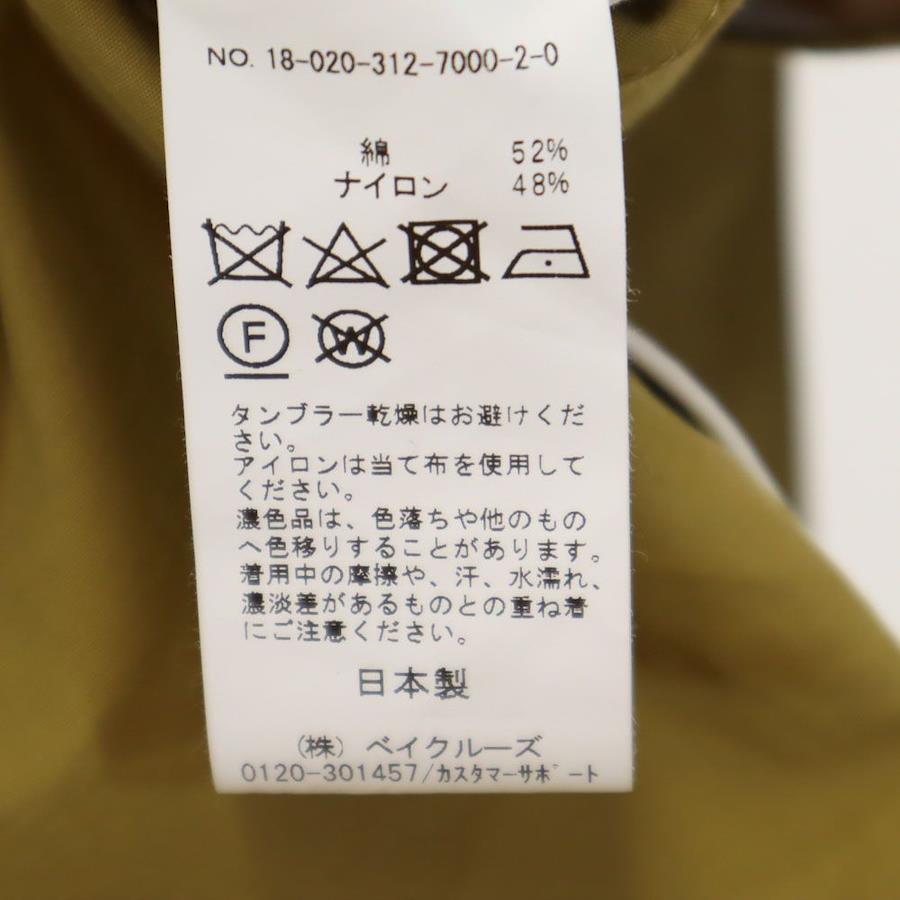 NO. 18-020-312-7000-2-0
綿 52%
ナイロン 48%
F W
タンブラー乾燥はお避けくだ
さい。
アイロンは当て布を使用して
ください。
濃色品は、色落ちや他のもの
へ色移りすることがあります。
着用中の摩擦や、汗、水濡れ、
濃淡差があるものとの重ね着
にご注意ください。
日本製
(株) ベイクルーズ
0120-301457/カスタマーサポート